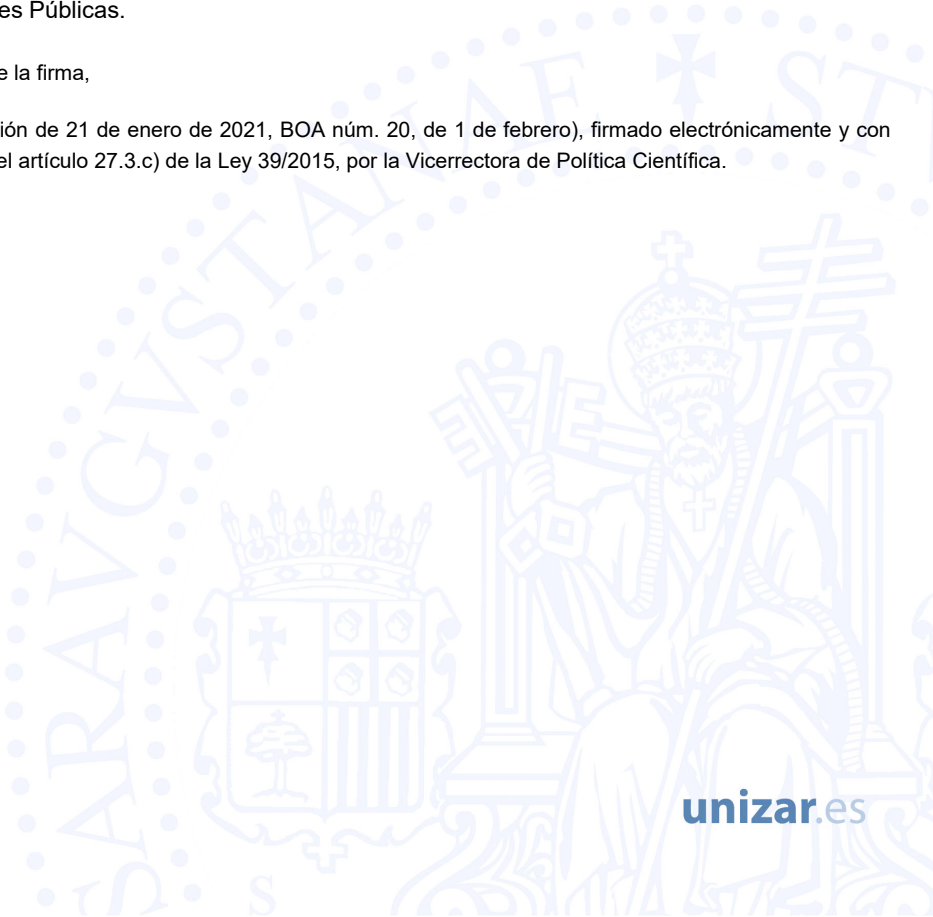 es Públicas.
e la firma,
ión de 21 de enero de 2021, BOA núm. 20, de 1 de febrero), firmado electrónicamente y con
el artículo 27.3.c) de la Ley 39/2015, por la Vicerrectora de Política Científica.
SARAVGVSTANAE ST
S
unizar.es